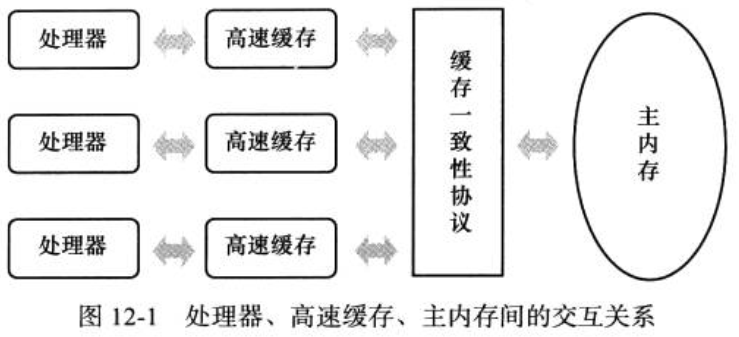 处理器
高速缓存
处理器
高速缓存
处理器
高速缓存
缓存一致性协议
主内存
图 12-1 处理器、高速缓存、主内存间的交互关系